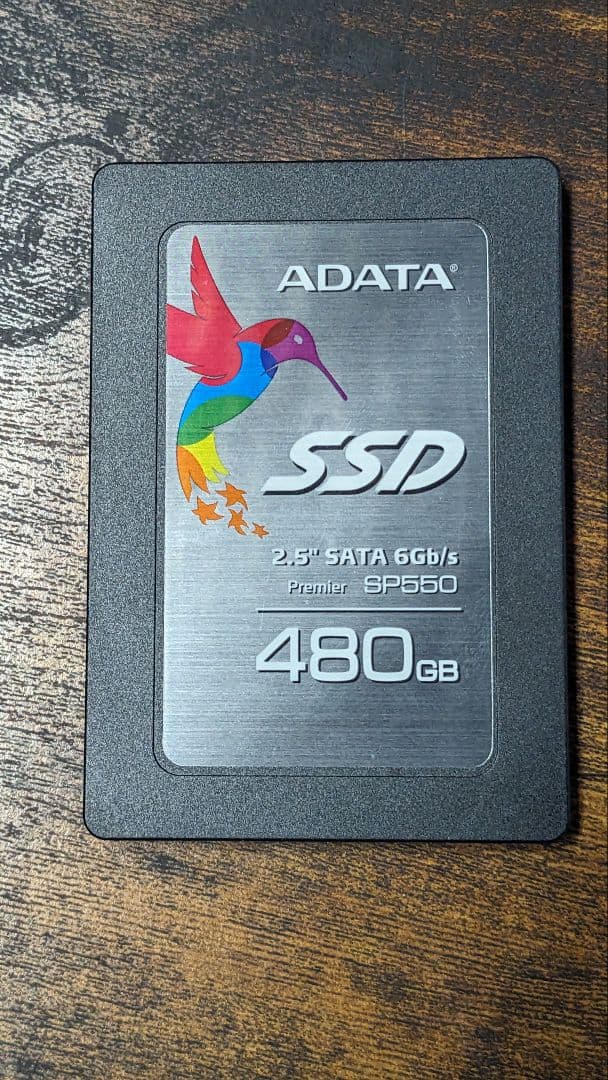 ADATA®
SSD
2.5" SATA 6Gb/s
Premier SP550
480GB